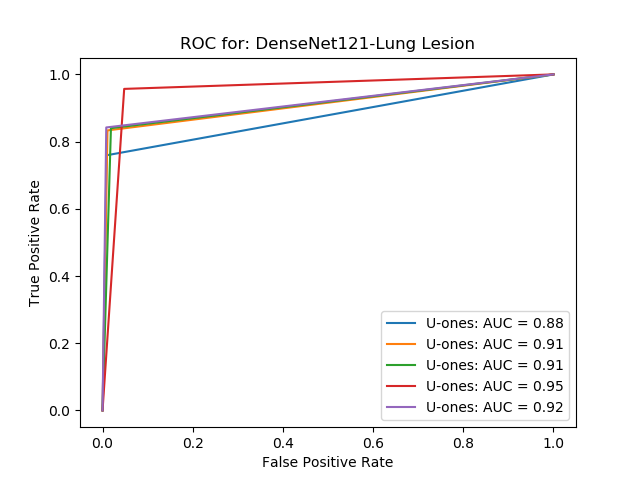 ROC for: DenseNet121-Lung Lesion
True Positive Rate
1.0
0.8
0.6
0.4
0.2
0.0
U-ones: AUC = 0.88
U-ones: AUC = 0.91
U-ones: AUC = 0.91
U-ones: AUC = 0.95
U-ones: AUC = 0.92
0.0 0.2 0.4 0.6 0.8 1.0
False Positive Rate